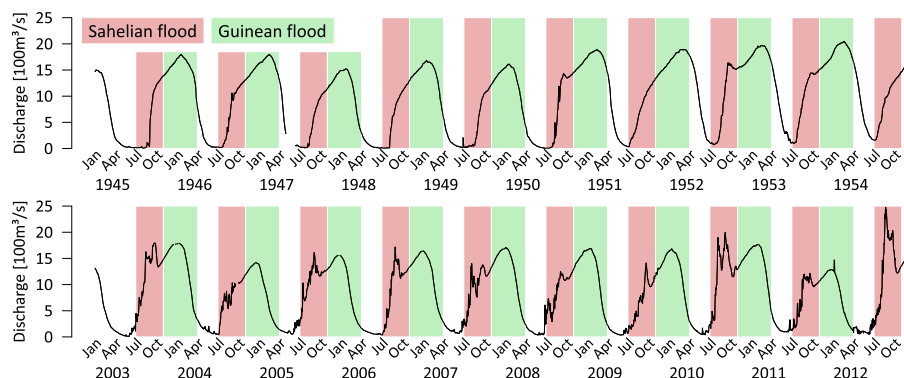 Sahelian flood Guinean flood
Discharge [100m³/s]
25
20
15
10
5
0
Jan Apr Jul Oct Jan Apr Jul Oct Jan Apr Jul Oct Jan Apr Jul Oct Jan Apr Jul Oct Jan Apr Jul Oct Jan Apr Jul Oct Jan Apr Jul Oct Jan Apr Jul Oct Jan Apr Jul Oct
1945 1946 1947 1948 1949 1950 1951 1952 1953 1954
Discharge [100m³/s]
25
20
15
10
5
0
Jan Apr Jul Oct Jan Apr Jul Oct Jan Apr Jul Oct Jan Apr Jul Oct Jan Apr Jul Oct Jan Apr Jul Oct Jan Apr Jul Oct Jan Apr Jul Oct Jan Apr Jul Oct Jan Apr Jul Oct
2003 2004 2005 2006 2007 2008 2009 2010 2011 2012